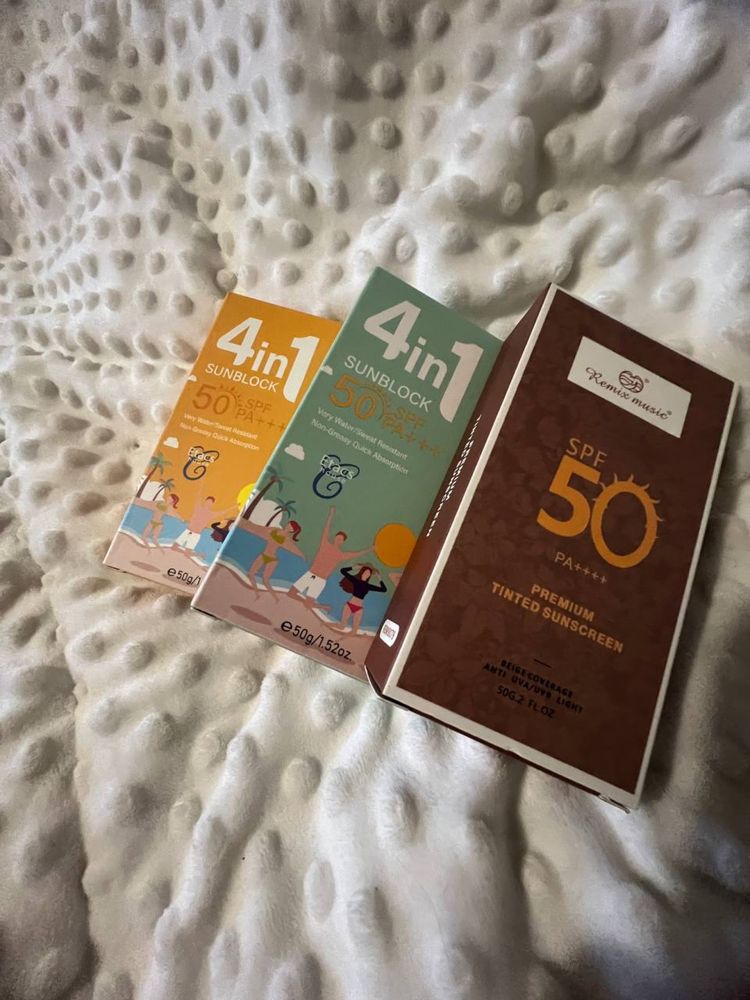 4in1
SUNBLOCK
50 SPF
PA+++
Very Water/Sweat Resistant
Non-Greasy Quick Absorption
e50g/1
4in1
SUNBLOCK
50 SPF
PA+++
Very Water/Sweat Resistant
Non-Greasy Quick Absorption
e50g/1.52oz.
Remix music®
SPF
50
PA++++
PREMIUM
TINTED SUNSCREEN
BEIGE COVERAGE
ANTI UVA/UVB LIGHT
50G.2 FL OZ